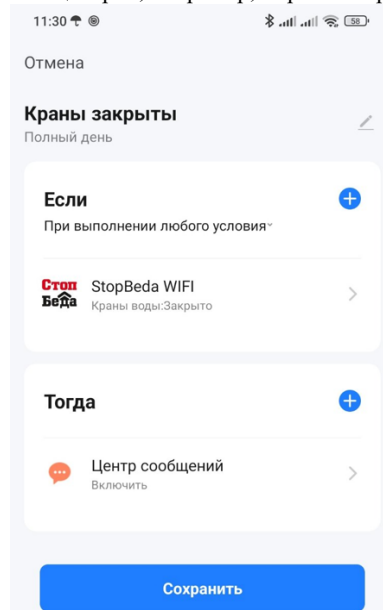 11:30
58
Отмена
Краны закрыты
Полный день
Если
При выполнении любого условия
Стоп
Беда
StopBeda WIFI
Краны воды:Закрыто
Тогда
Центр сообщений
Включить
Сохранить